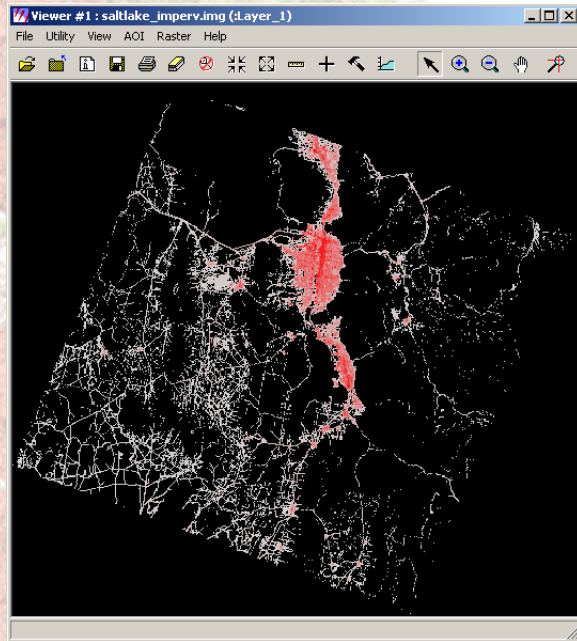 Viewer #1 : saltlake_imperv.img (:Layer_1)
File Utility View AOI Raster Help